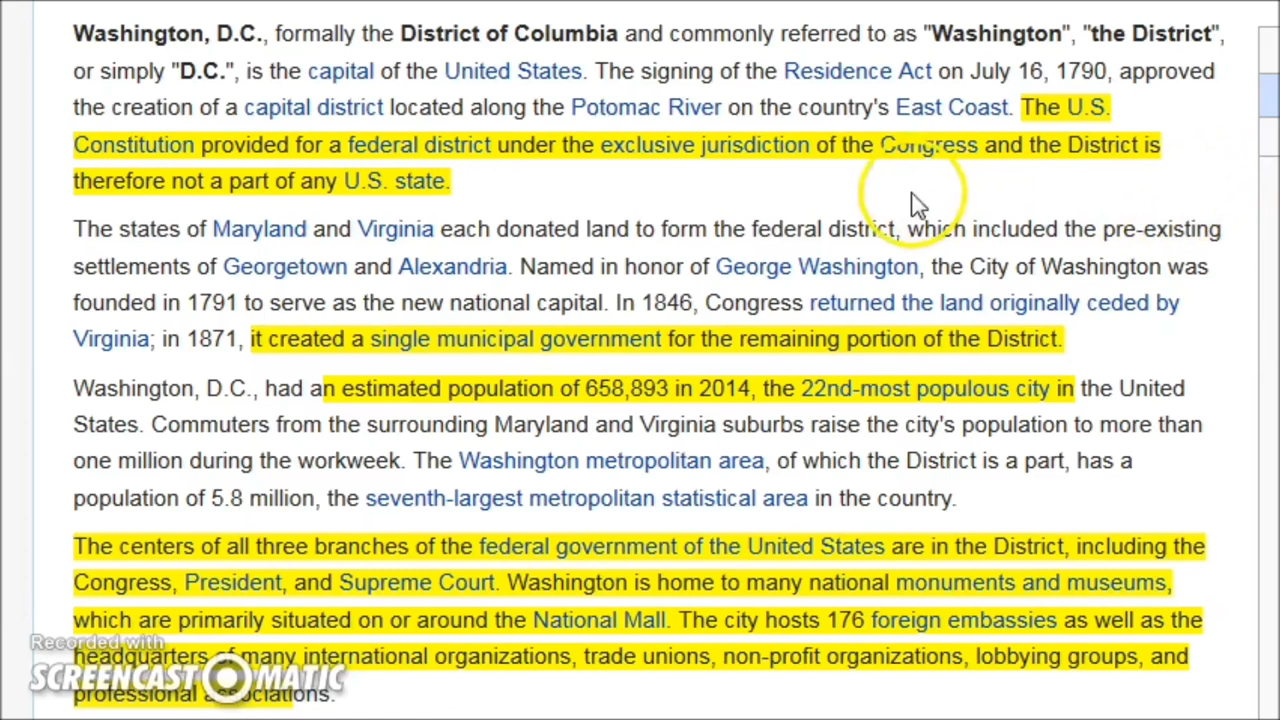 Washington, D.C., formally the District of Columbia and commonly referred to as "Washington", "the District",
or simply "D.C.", is the capital of the United States. The signing of the Residence Act on July 16, 1790, approved
the creation of a capital district located along the Potomac River on the country's East Coast. The U.S.
Constitution provided for a federal district under the exclusive jurisdiction of the Congress and the District is
therefore not a part of any U.S. state.
The states of Maryland and Virginia each donated land to form the federal district, which included the pre-existing
settlements of Georgetown and Alexandria. Named in honor of George Washington, the City of Washington was
founded in 1791 to serve as the new national capital. In 1846, Congress returned the land originally ceded by
Virginia; in 1871, it created a single municipal government for the remaining portion of the District.
Washington, D.C., had an estimated population of 658,893 in 2014, the 22nd-most populous city in the United
States. Commuters from the surrounding Maryland and Virginia suburbs raise the city's population to more than
one million during the workweek. The Washington metropolitan area, of which the District is a part, has a
population of 5.8 million, the seventh-largest metropolitan statistical area in the country.
The centers of all three branches of the federal government of the United States are in the District, including the
Congress, President, and Supreme Court. Washington is home to many national monuments and museums,
which are primarily situated on or around the National Mall. The city hosts 176 foreign embassies as well as the
headquarters of many international organizations, trade unions, non-profit organizations, lobbying groups, and
professional associations.
Recorded with
SCREENCAST-O-MATIC